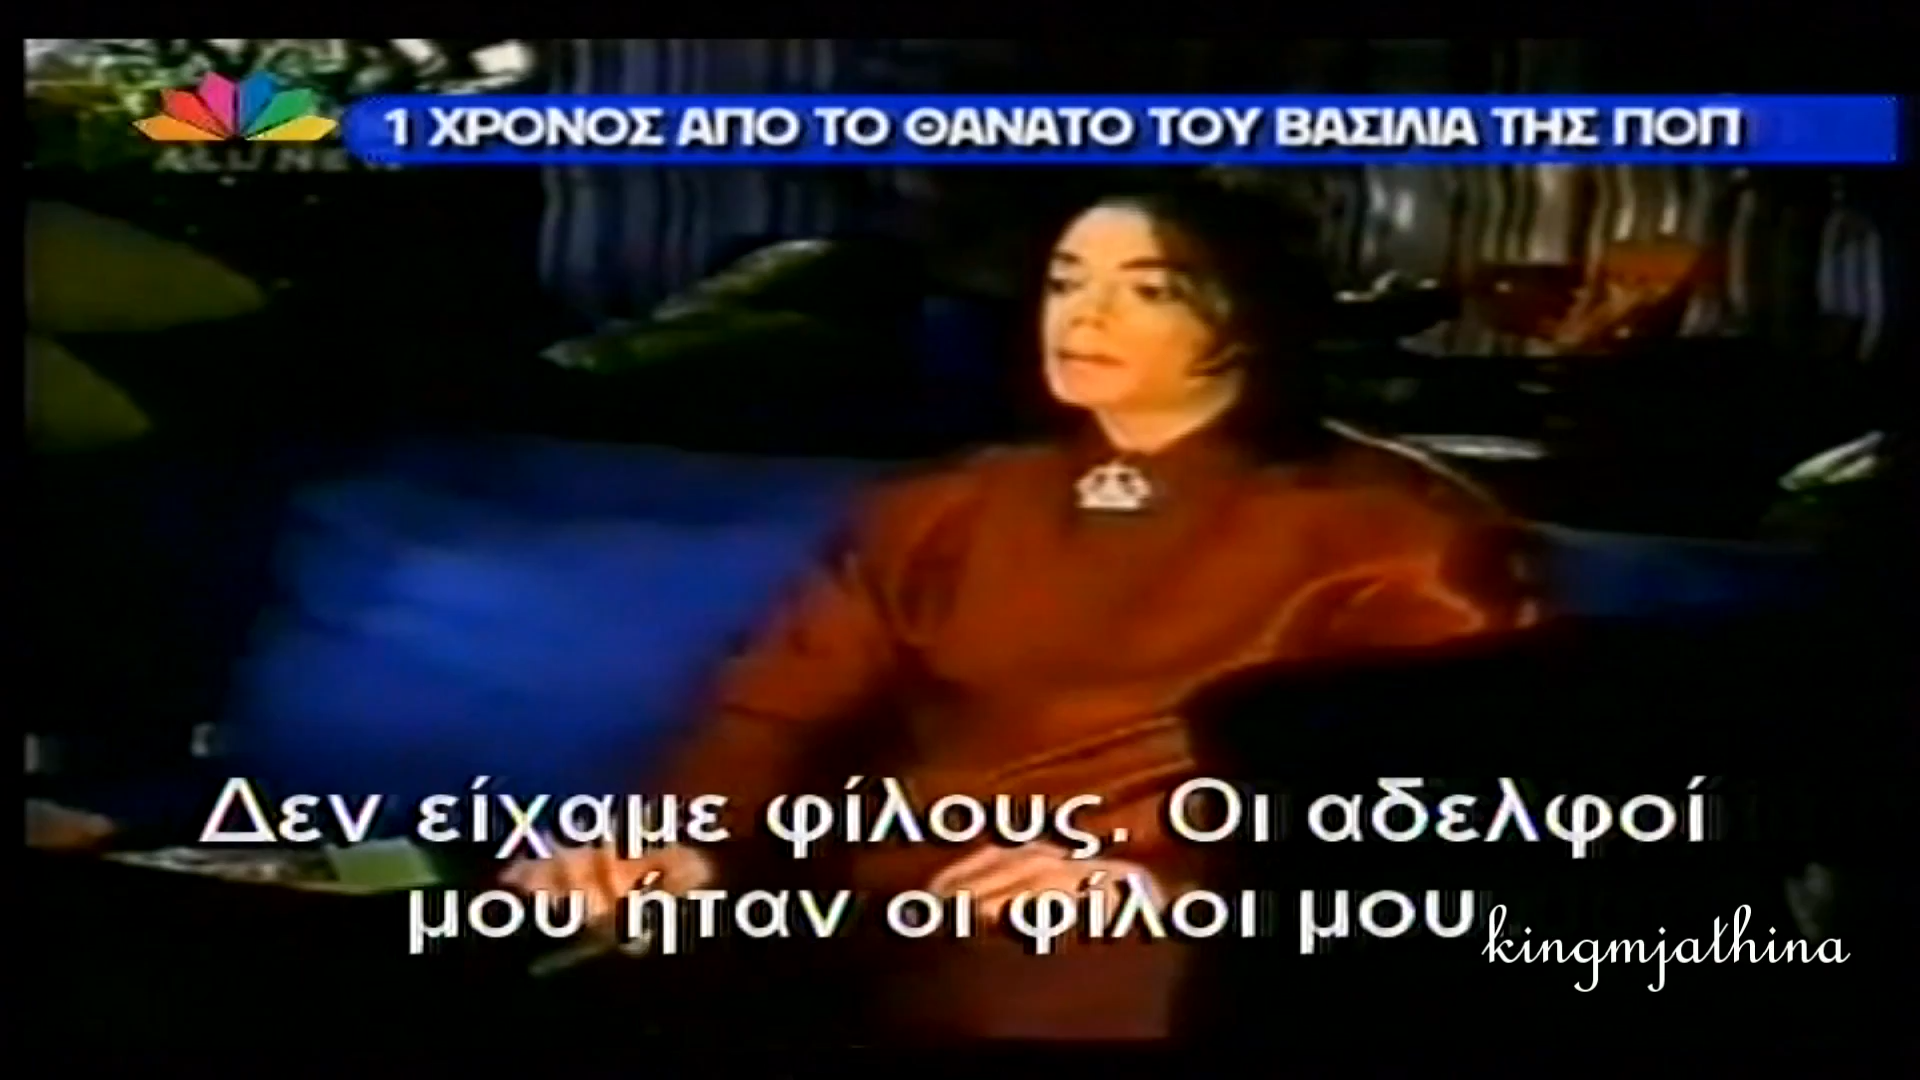 1 ΧΡΟΝΟΣ ΑΠΟ ΤΟ ΘΑΝΑΤΟ ΤΟΥ ΒΑΣΙΛΙΑ ΤΗΣ ΠΟΠ
Δεν είχαμε φίλους. Οι αδελφοί
μου ήταν οι φίλοι μου
kingmjathina